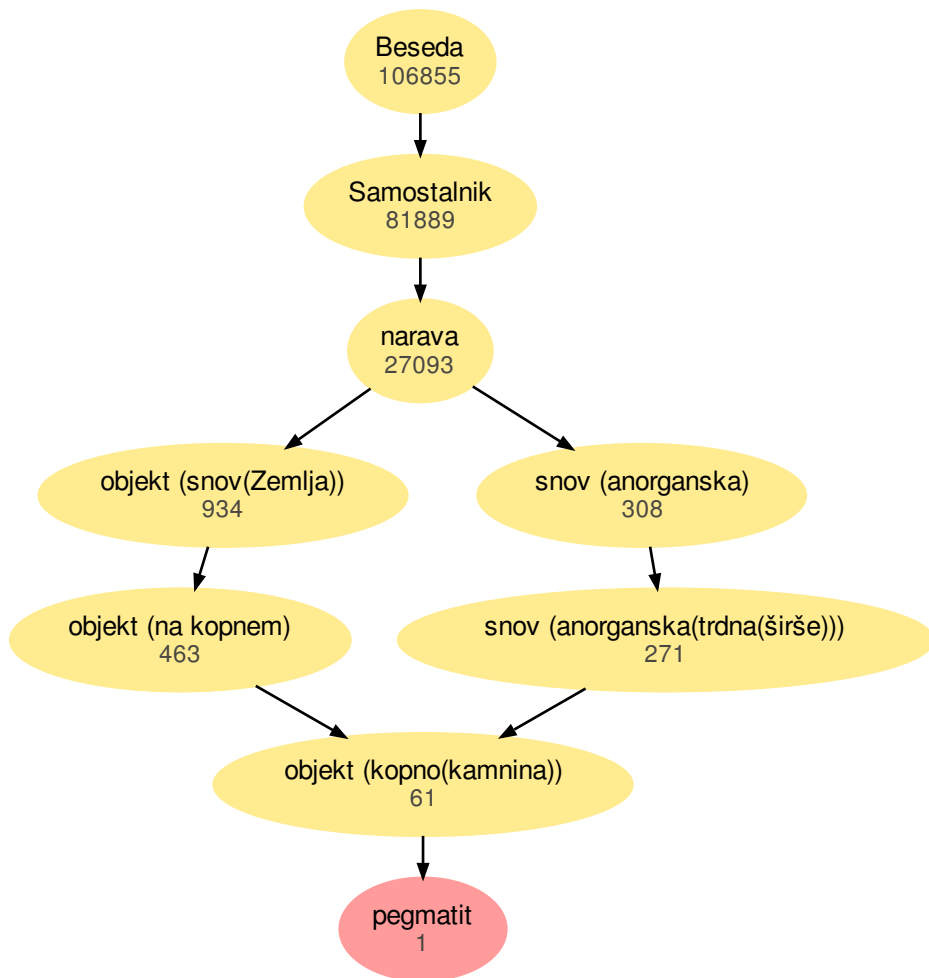 Beseda
106855
Samostalnik
81889
narava
27093
objekt (snov(Zemlja))
934
snov (anorganska)
308
objekt (na kopnem)
463
snov (anorganska(trdna(širše)))
271
objekt (kopno(kamnina))
61
pegmatit
1